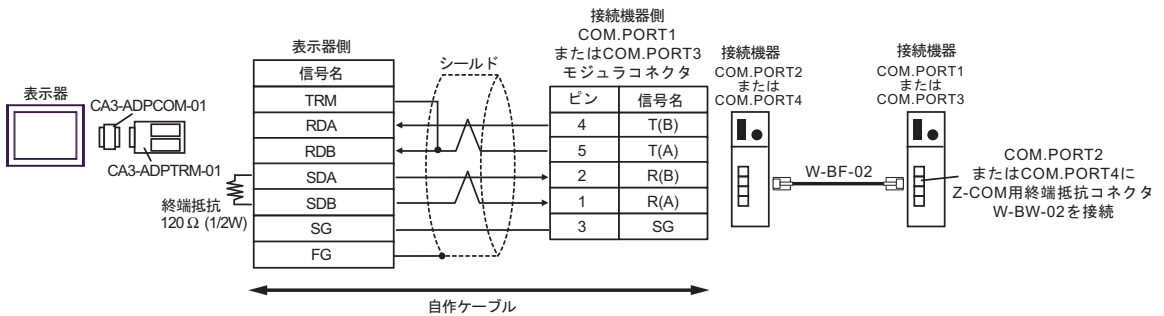 表示器
CA3-ADPCOM-01
CA3-ADPTRM-01
終端抵抗
120 Ω (1/2W)
表示器側
信号名
TRM
RDA
RDB
SDA
SDB
SG
FG
シールド
接続機器側
COM.PORT1
またはCOM.PORT3
モジュラコネクタ
ピン 信号名
4 T(B)
5 T(A)
2 R(B)
1 R(A)
3 SG
自作ケーブル
接続機器
COM.PORT2
または
COM.PORT4
W-BF-02
接続機器
COM.PORT1
または
COM.PORT3
COM.PORT2
またはCOM.PORT4に
Z-COM用終端抵抗コネクタ
W-BW-02を接続